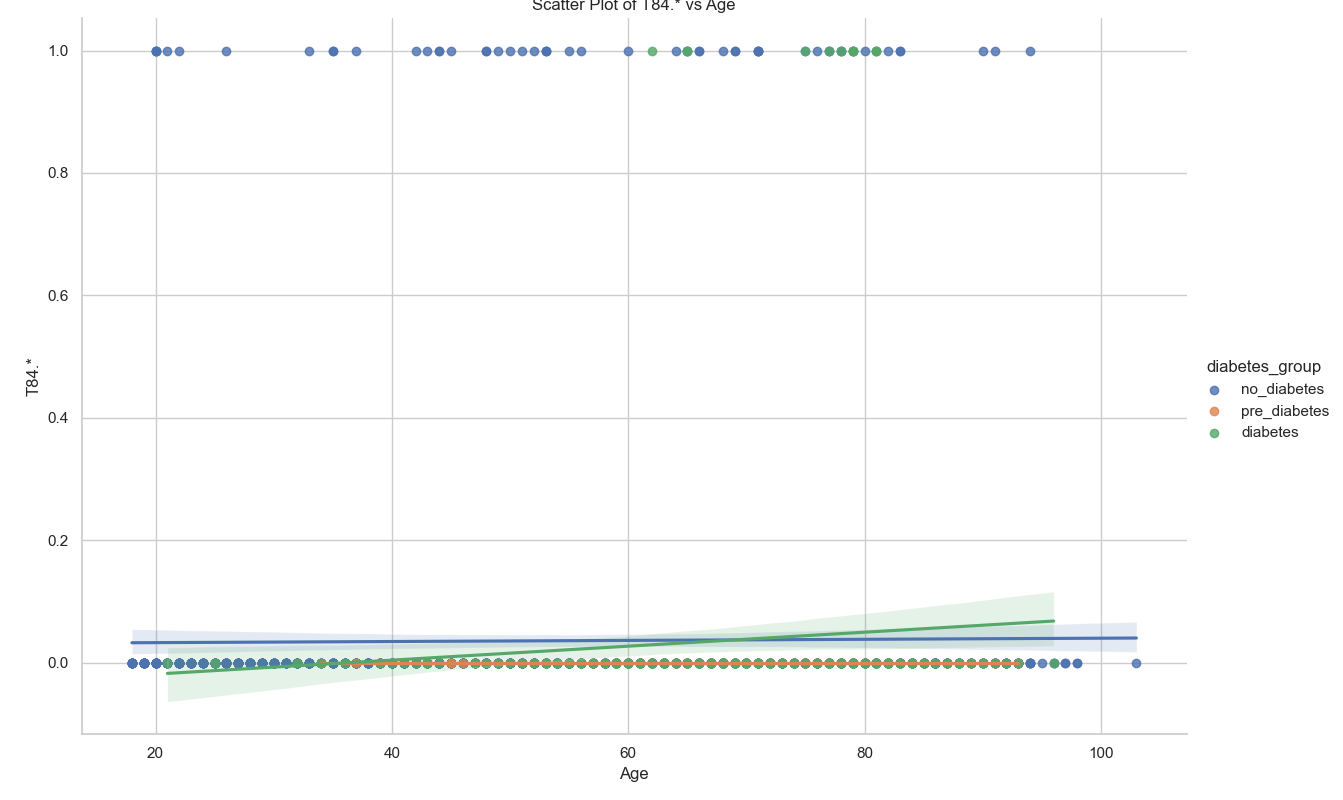 Scatter Plot of T84.* vs Age
1.0
0.8
0.6
0.4
0.2
0.0
T84.*
20 40 60 80 100
Age
diabetes_group
no_diabetes
pre_diabetes
diabetes